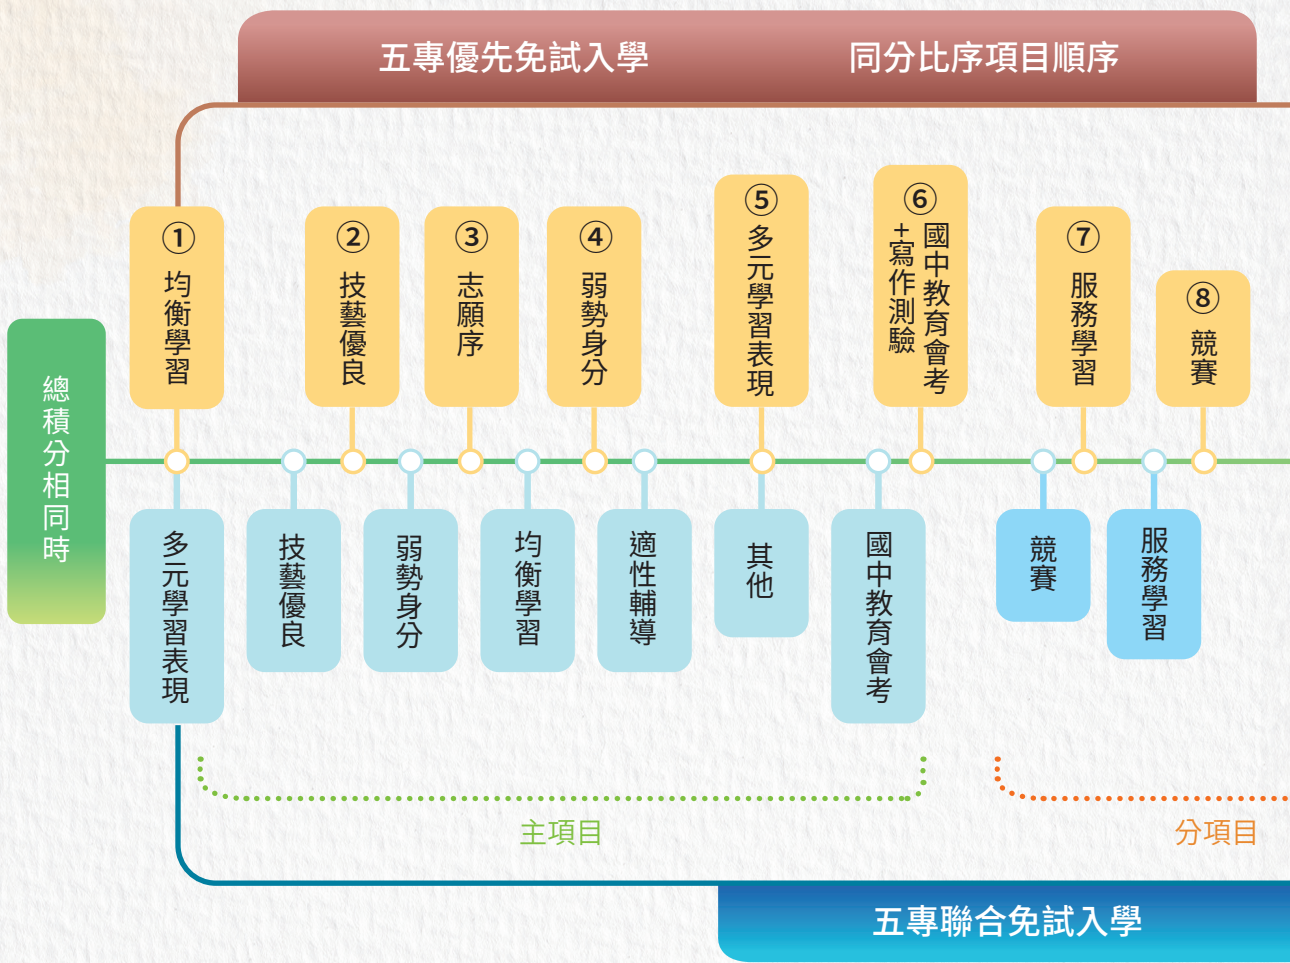 五專優先免試入學 同分比序項目順序
總積分相同時
① 均衡學習
② 技藝優良
③ 志願序
④ 弱勢身分
⑤ 多元學習表現
⑥ 國中教育會考
+寫作測驗
⑦ 服務學習
⑧ 競賽
多元學習表現
技藝優良
弱勢身分
均衡學習
適性輔導
其他
國中教育會考
競賽
服務學習
主項目
分項目
五專聯合免試入學